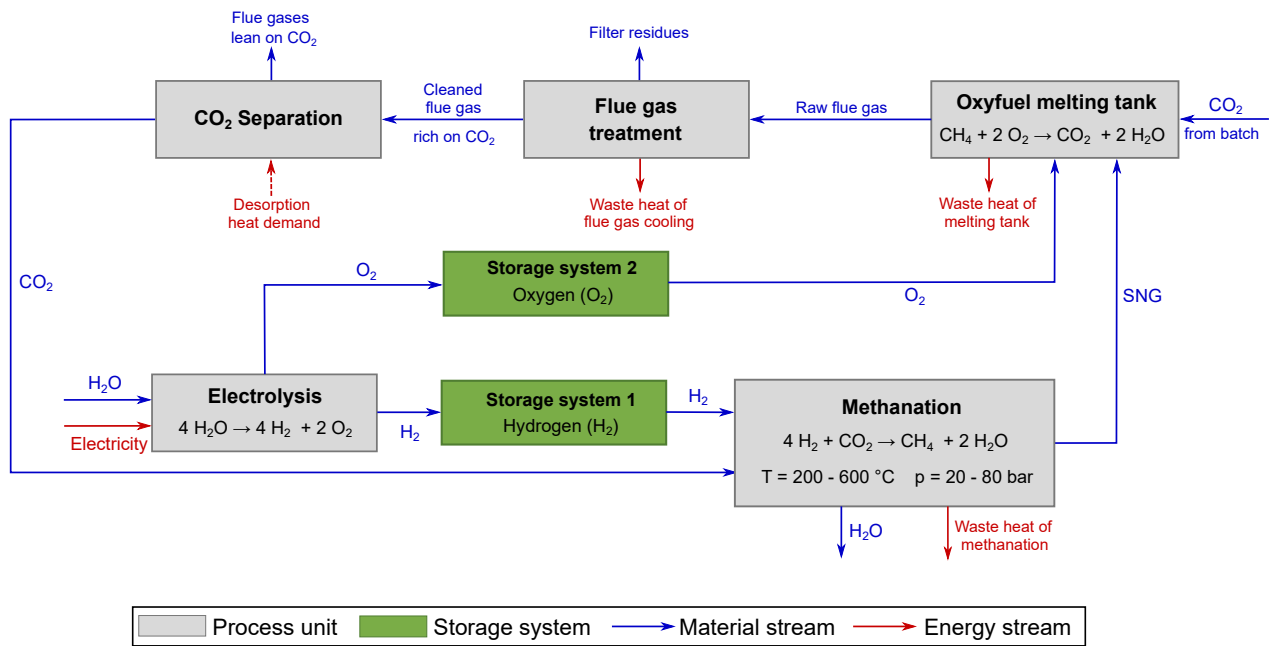 Flue gases
lean on CO₂
Filter residues
CO₂ Separation
Cleaned
flue gas
rich on CO₂
Flue gas
treatment
Raw flue gas
Oxyfuel melting tank
CH₄ + 2 O₂ → CO₂ + 2 H₂O
CO₂
from batch
Desorption
heat demand
Waste heat of
flue gas cooling
Waste heat of
melting tank
CO₂
O₂
Storage system 2
Oxygen (O₂)
O₂
SNG
H₂O
Electricity
Electrolysis
4 H₂O → 4 H₂ + 2 O₂
H₂
Storage system 1
Hydrogen (H₂)
H₂
Methanation
4 H₂ + CO₂ → CH₄ + 2 H₂O
T = 200 - 600 °C p = 20 - 80 bar
H₂O
Waste heat of
methanation
Process unit
Storage system
Material stream
Energy stream